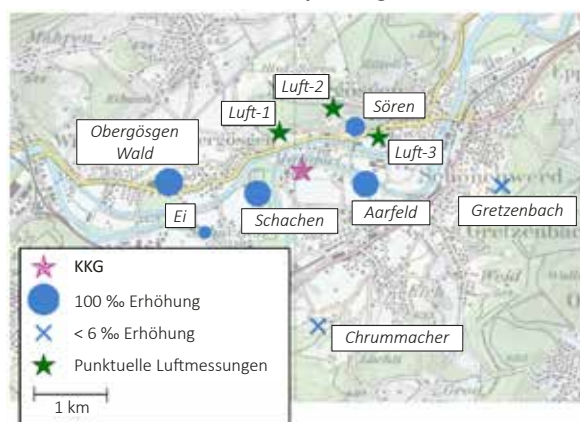 Mahren
Luft-2
Luft-1
Sören
Obergösgen
Wald
Luft-3
Ei
Schachen
Aarfeld
Gretzenbach
KKG
100 ‰ Erhöhung
< 6 ‰ Erhöhung
Chrummacher
Punktuelle Luftmessungen
1 km